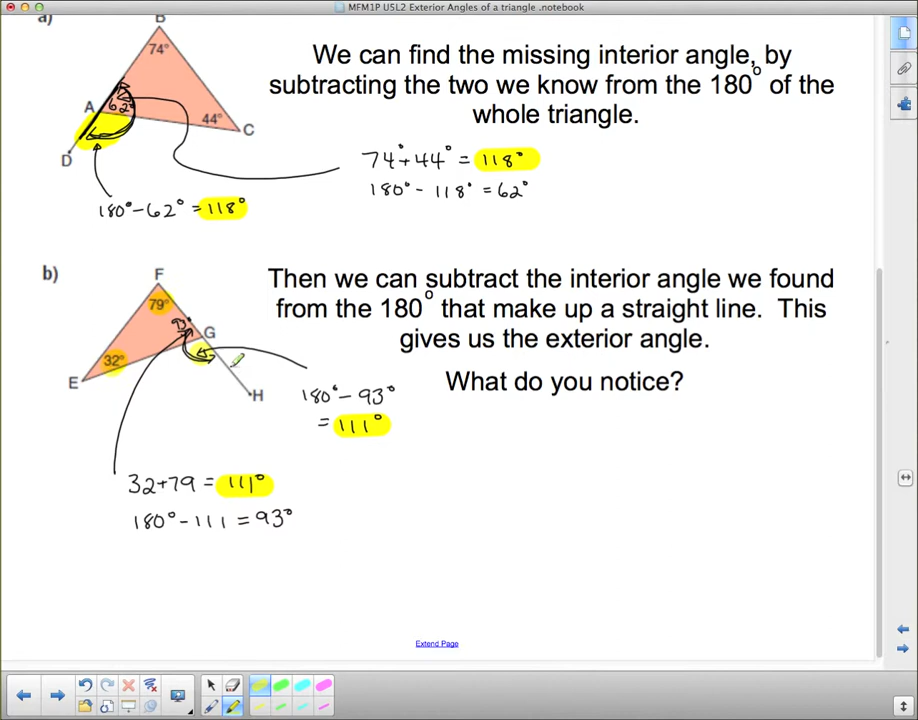 MFM1P U5L2 Exterior Angles of a triangle .notebook
a)
B
74°
A
62°
44°
C
D
We can find the missing interior angle, by
subtracting the two we know from the 180° of the
whole triangle.
74°+44° = 118°
180° - 118° = 62°
180° - 62° = 118°
b)
F
79°
93°
G
32°
E
H
Then we can subtract the interior angle we found
from the 180° that make up a straight line. This
gives us the exterior angle.
What do you notice?
180° - 93°
= 111°
32+79 = 111°
180° - 111 = 93°
Extend Page